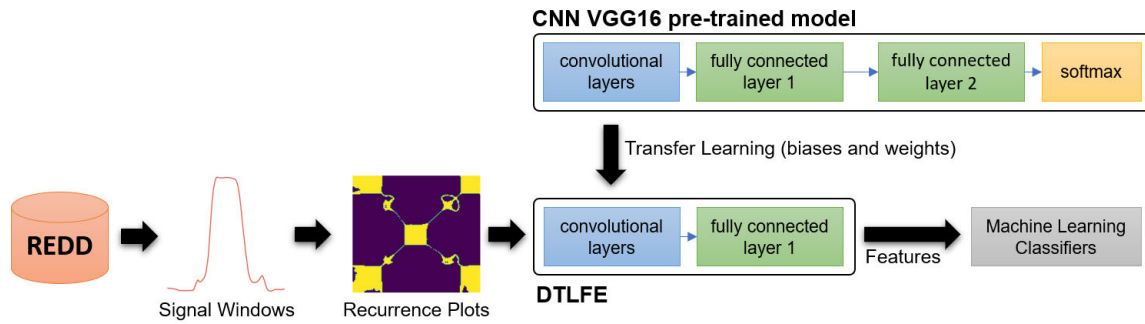 CNN VGG16 pre-trained model
convolutional
layers
fully connected
layer 1
fully connected
layer 2
softmax
Transfer Learning (biases and weights)
REDD
Signal Windows
Recurrence Plots
convolutional
layers
fully connected
layer 1
DTLFE
Features
Machine Learning
Classifiers